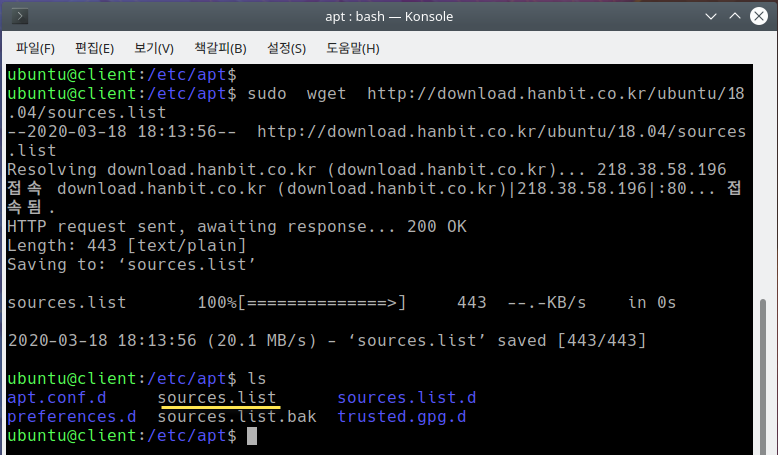 apt : bash — Konsole
파일(F) 편집(E) 보기(V) 책갈피(B) 설정(S) 도움말(H)
ubuntu@client:/etc/apt$
ubuntu@client:/etc/apt$ sudo  wget  http://download.hanbit.co.kr/ubuntu/18
.04/sources.list
--2020-03-18 18:13:56--  http://download.hanbit.co.kr/ubuntu/18.04/sources
.list
Resolving download.hanbit.co.kr (download.hanbit.co.kr)... 218.38.58.196
접속 download.hanbit.co.kr (download.hanbit.co.kr)|218.38.58.196|:80... 접
속됨.
HTTP request sent, awaiting response... 200 OK
Length: 443 [text/plain]
Saving to: ‘sources.list’
sources.list       100%[==============>]     443  --.-KB/s    in 0s
2020-03-18 18:13:56 (20.1 MB/s) - ‘sources.list’ saved [443/443]
ubuntu@client:/etc/apt$ ls
apt.conf.d     sources.list      sources.list.d
preferences.d  sources.list.bak  trusted.gpg.d
ubuntu@client:/etc/apt$